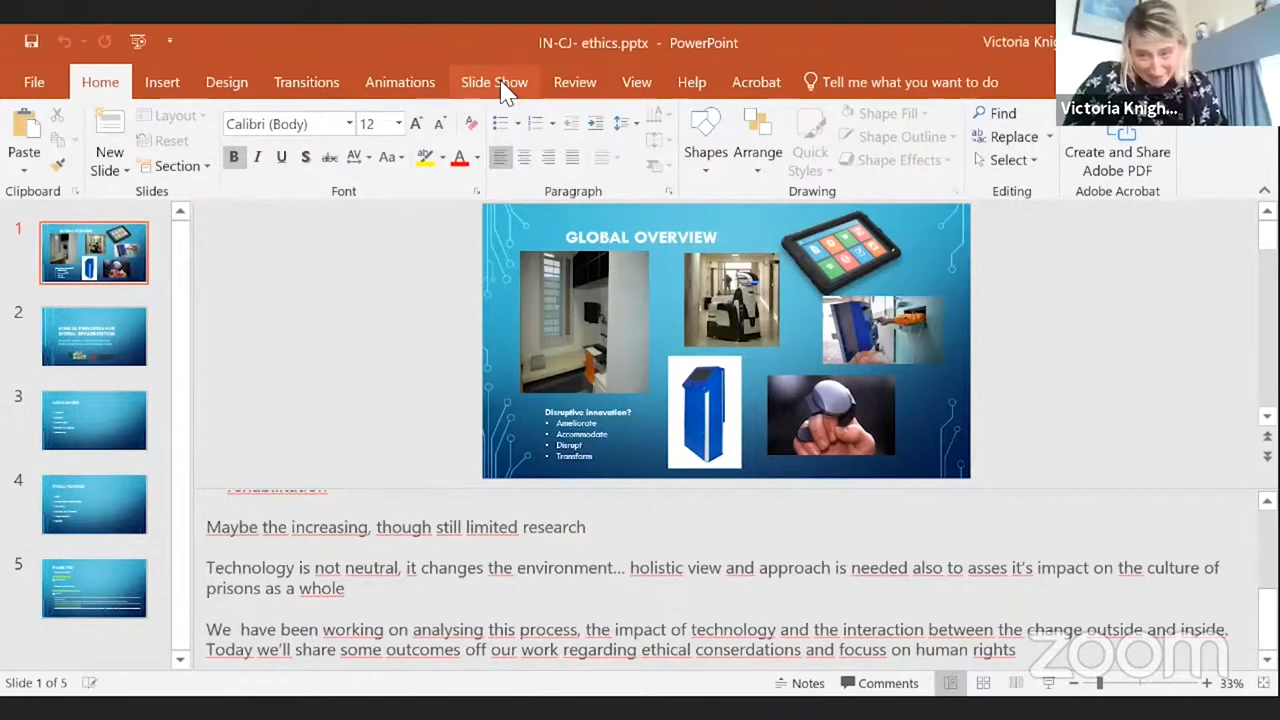 IN-CJ- ethics.pptx - PowerPoint
Victoria Knig
File Home Insert Design Transitions Animations Slide Show Review View Help Acrobat Tell me what you want to do
Victoria Knigh...
Paste
Clipboard
New
Slide
Layout
Reset
Section
Slides
Calibri (Body) 12
B I U S abc AV Aa A
Font
Paragraph
Shapes
Arrange
Quick
Styles
Shape Fill
Shape Outline
Shape Effects
Drawing
Find
Replace
Select
Editing
Create and Share
Adobe PDF
Adobe Acrobat
1
2
3
4
5
GLOBAL OVERVIEW
Disruptive innovation?
• Ameliorate
• Accommodate
• Disrupt
• Transform
Maybe the increasing, though still limited research
Technology is not neutral, it changes the environment... holistic view and approach is needed also to asses it's impact on the culture of
prisons as a whole
We have been working on analysing this process, the impact of technology and the interaction between the change outside and inside.
Today we'll share some outcomes off our work regarding ethical conserdations and focuss on human rights
zoom
Slide 1 of 5
Notes
Comments
33%